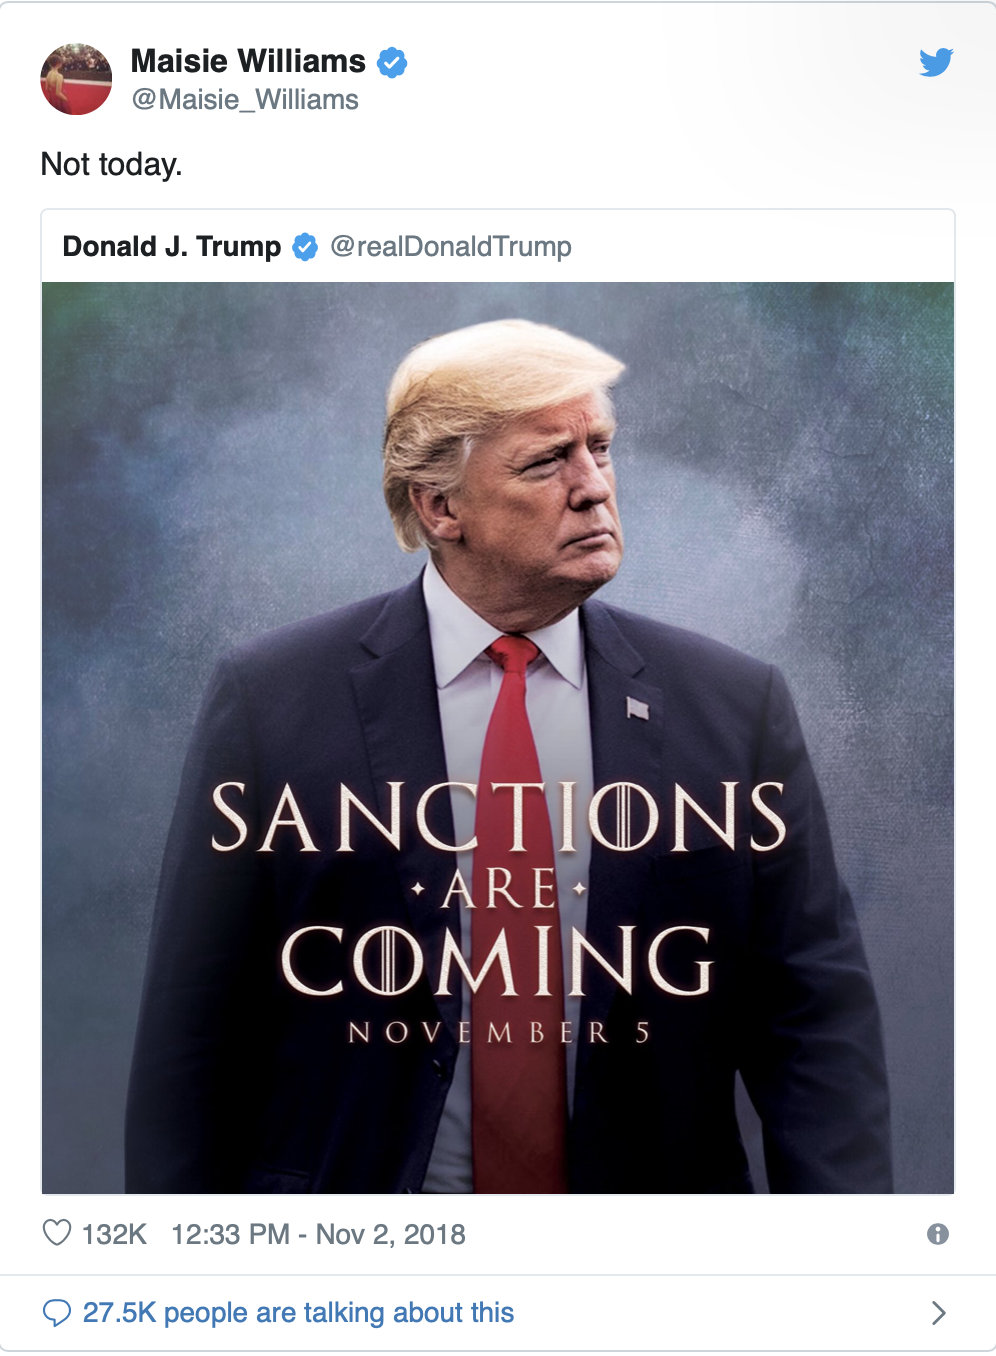 Maisie Williams
@Maisie_Williams
Not today.
Donald J. Trump @realDonaldTrump
SANCTIONS
ARE
COMING
NOVEMBER 5
132K 12:33 PM - Nov 2, 2018
27.5K people are talking about this